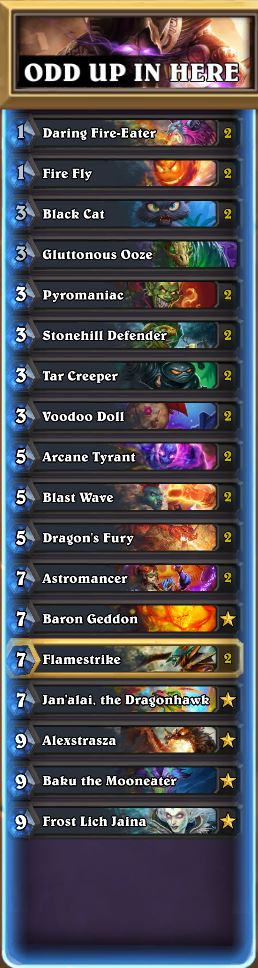 ODD UP IN HERE
1 Daring Fire-Eater 2
1 Fire Fly 2
3 Black Cat 2
3 Gluttonous Ooze
3 Pyromaniac 2
3 Stonehill Defender 2
3 Tar Creeper 2
3 Voodoo Doll 2
5 Arcane Tyrant 2
5 Blast Wave 2
5 Dragon's Fury 2
7 Astromancer 2
7 Baron Geddon
7 Flamestrike 2
7 Jan'alai, the Dragonhawk
9 Alexstrasza
9 Baku the Mooneater
9 Frost Lich Jaina